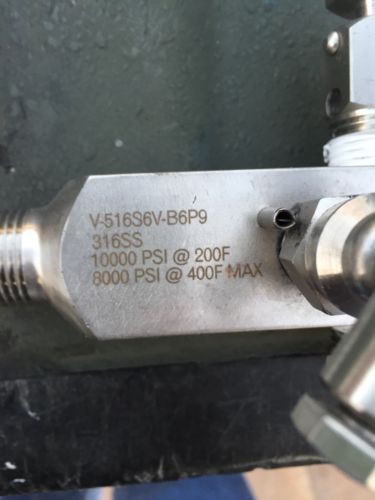 V-516S6V-B6P9
316SS
10000 PSI @ 200F
8000 PSI @ 400F MAX